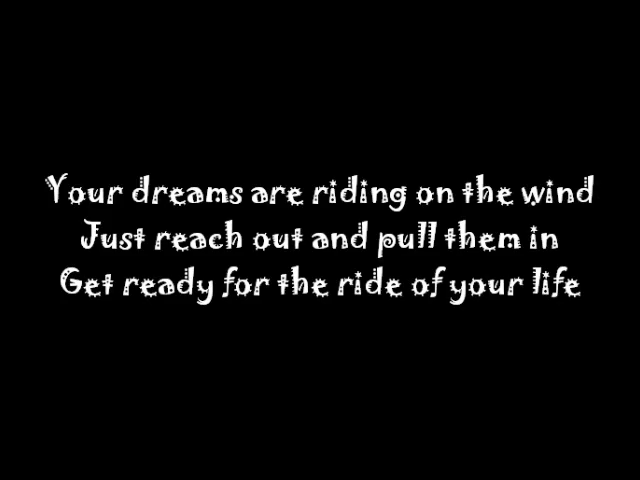 Your dreams are riding on the wind
Just reach out and pull them in
Get ready for the ride of your life